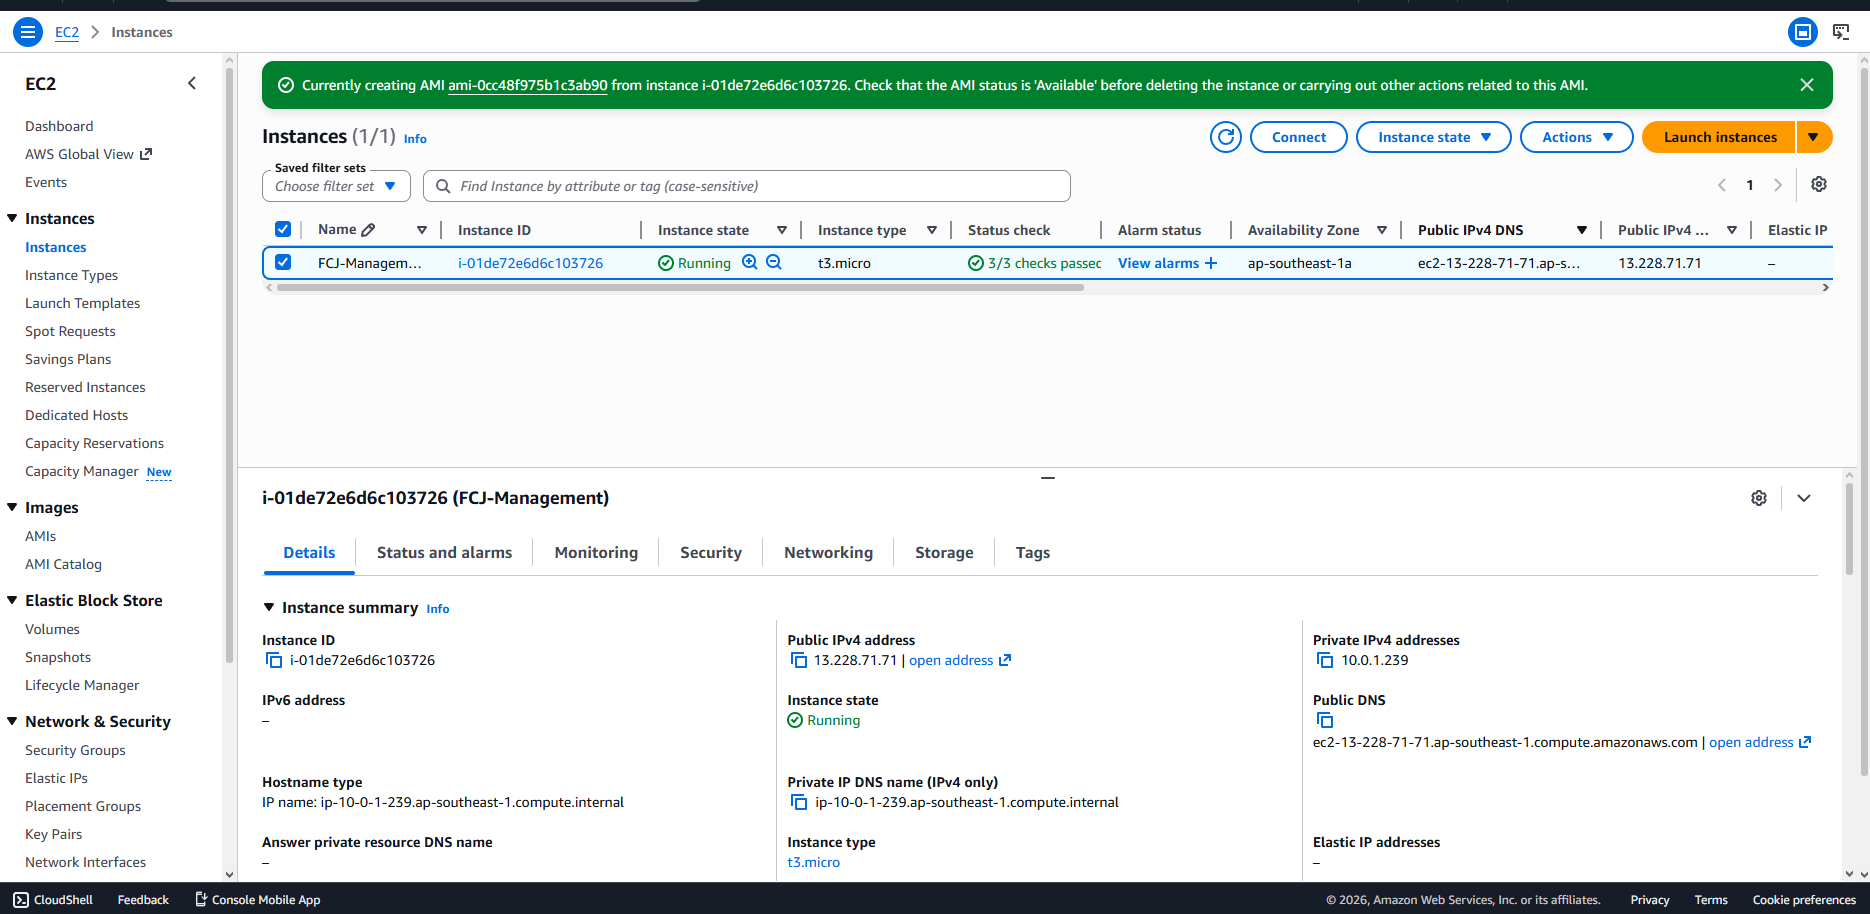 EC2 > Instances
EC2
Dashboard
AWS Global View
Events
Instances
Instances
Instance Types
Launch Templates
Spot Requests
Savings Plans
Reserved Instances
Dedicated Hosts
Capacity Reservations
Capacity Manager New
Images
AMIs
AMI Catalog
Elastic Block Store
Volumes
Snapshots
Lifecycle Manager
Network & Security
Security Groups
Elastic IPs
Placement Groups
Key Pairs
Network Interfaces
Currently creating AMI ami-0cc48f975b1c3ab90 from instance i-01de72e6d6c103726. Check that the AMI status is 'Available' before deleting the instance or carrying out other actions related to this AMI.
Instances (1/1) Info
Connect Instance state Actions Launch instances
Saved filter sets
Choose filter set
Find Instance by attribute or tag (case-sensitive)
1
Name Instance ID Instance state Instance type Status check Alarm status Availability Zone Public IPv4 DNS Public IPv4 ... Elastic IP
FCJ-Managem... i-01de72e6d6c103726 Running t3.micro 3/3 checks passec View alarms + ap-southeast-1a ec2-13-228-71-71.ap-s... 13.228.71.71 –
i-01de72e6d6c103726 (FCJ-Management)
Details Status and alarms Monitoring Security Networking Storage Tags
Instance summary Info
Instance ID
i-01de72e6d6c103726
Public IPv4 address
13.228.71.71 | open address
Private IPv4 addresses
10.0.1.239
IPv6 address
–
Instance state
Running
Public DNS
ec2-13-228-71-71.ap-southeast-1.compute.amazonaws.com | open address
Hostname type
IP name: ip-10-0-1-239.ap-southeast-1.compute.internal
Private IP DNS name (IPv4 only)
ip-10-0-1-239.ap-southeast-1.compute.internal
Answer private resource DNS name
–
Instance type
t3.micro
Elastic IP addresses
–
CloudShell Feedback Console Mobile App
© 2026, Amazon Web Services, Inc. or its affiliates. Privacy Terms Cookie preferences